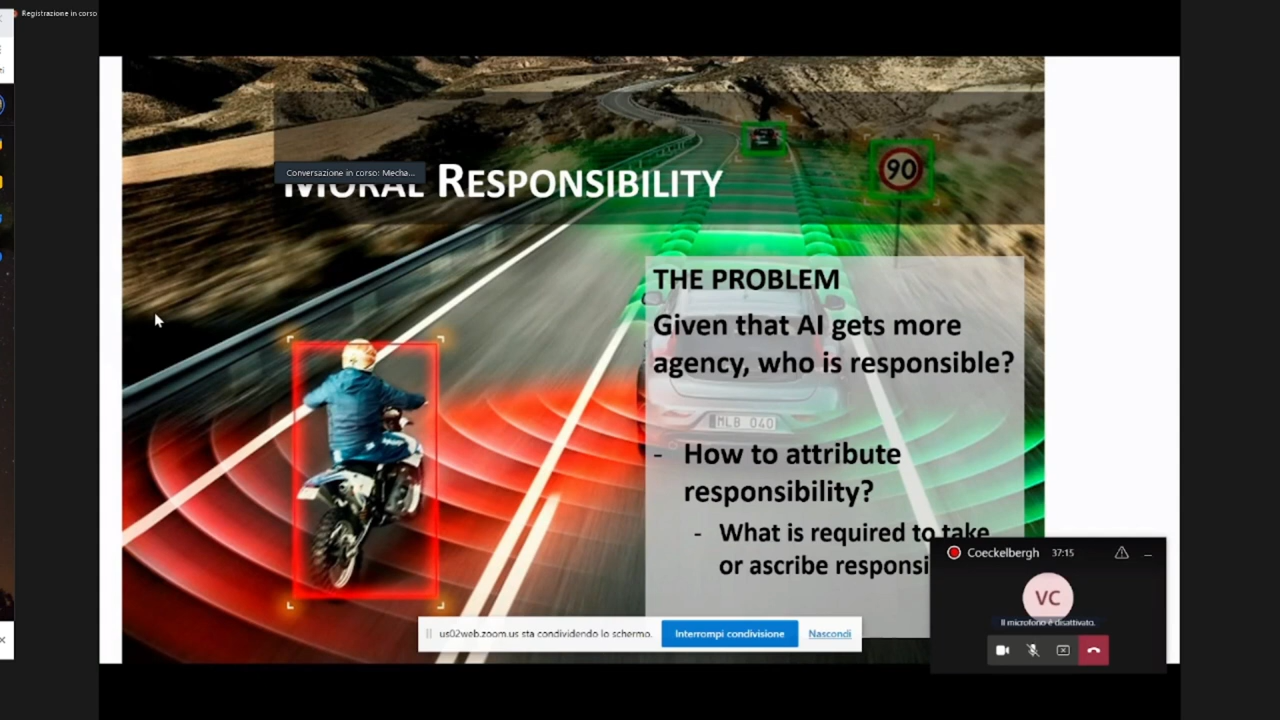 Registrazione in corso
Conversazione in corso: Mecha...
MORAL RESPONSIBILITY
90
THE PROBLEM
Given that AI gets more
agency, who is responsible?
MLB 040
- How to attribute
responsibility?
- What is required to take
or ascribe responsi
Coeckelbergh 37:15
VC
Il microfono è disattivato.
us02web.zoom.us sta condividendo lo schermo.
Interrompi condivisione
Nascondi